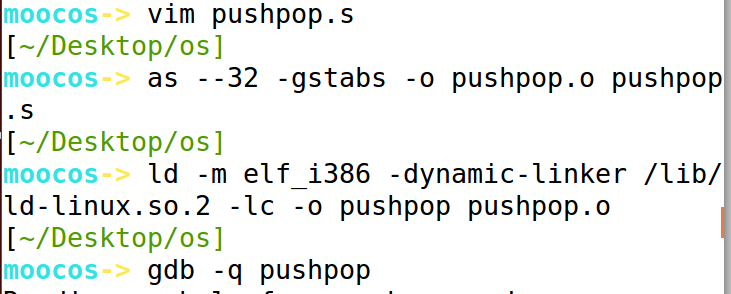 moocos-> vim pushpop.s
[~/Desktop/os]
moocos-> as --32 -gstabs -o pushpop.o pushpop
.s
[~/Desktop/os]
moocos-> ld -m elf_i386 -dynamic-linker /lib/
ld-linux.so.2 -lc -o pushpop pushpop.o
[~/Desktop/os]
moocos-> gdb -q pushpop